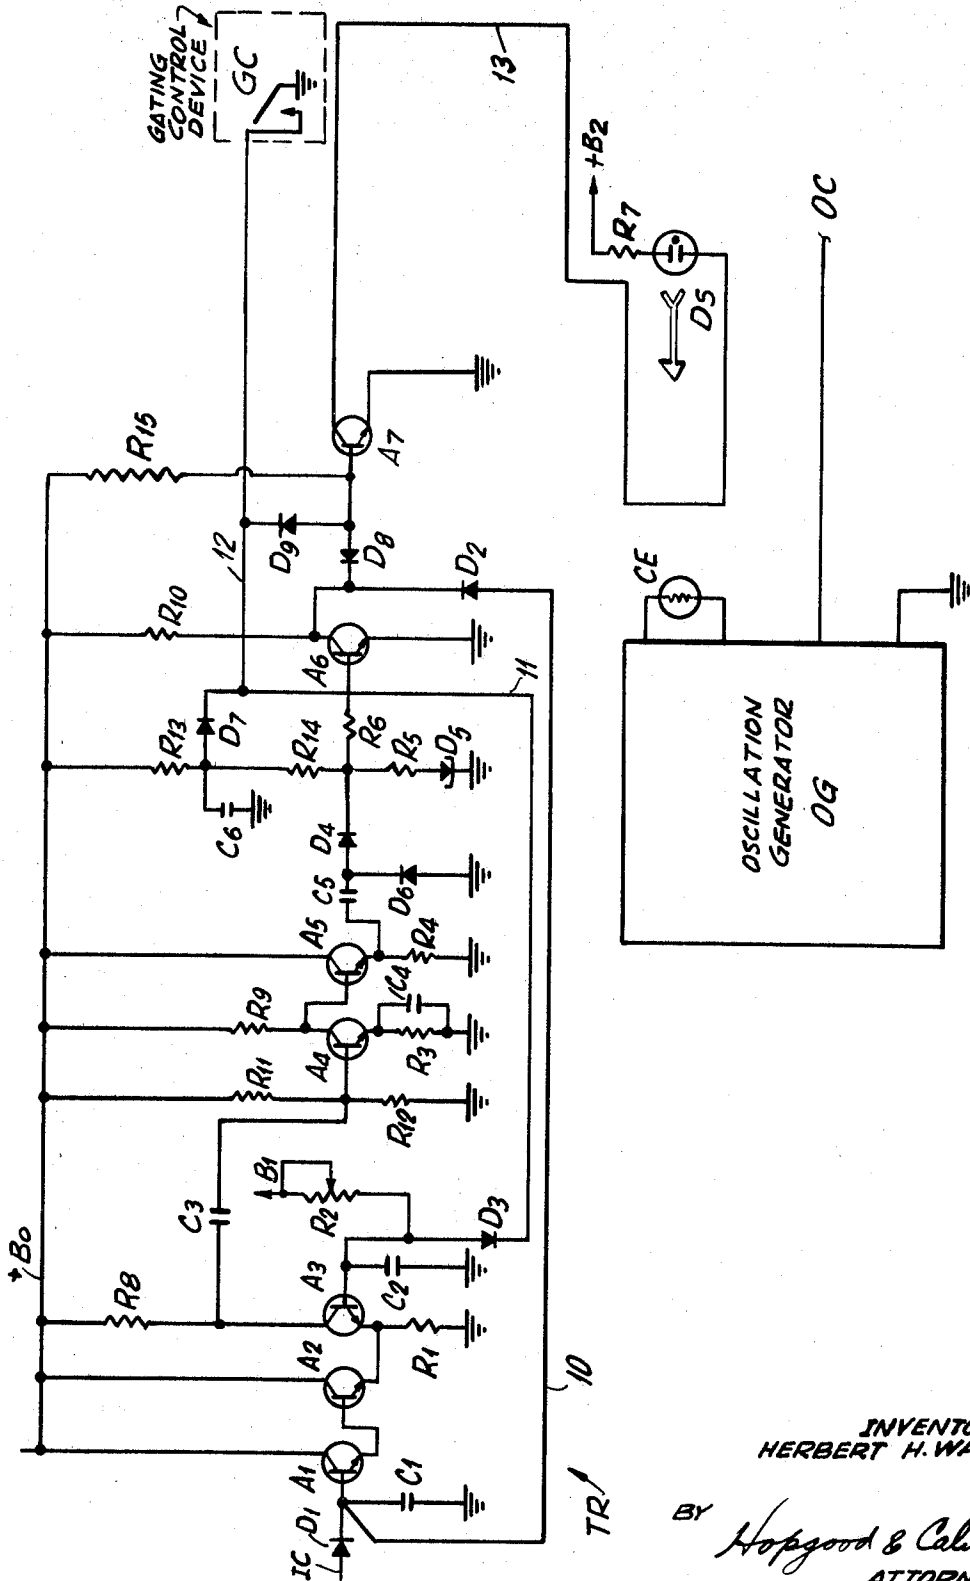 GATING
CONTROL
DEVICE
GC
13
+B2
R7
DS
OC
R15
A7
12
D9
D8
D2
CE
R10
A6
11
R13
D7
R14
R6
R5
D5
C6
D4
C5
D6
A5
R4
R9
C4
A4
R3
R11
R12
C3
B1
R2
D3
+B0
R8
A3
C2
A2
R1
10
A1
C1
IC
D1
TR
OSCILLATION
GENERATOR
OG
INVENTO
HERBERT H. WA
BY
Hopgood & Cal
ATTORN